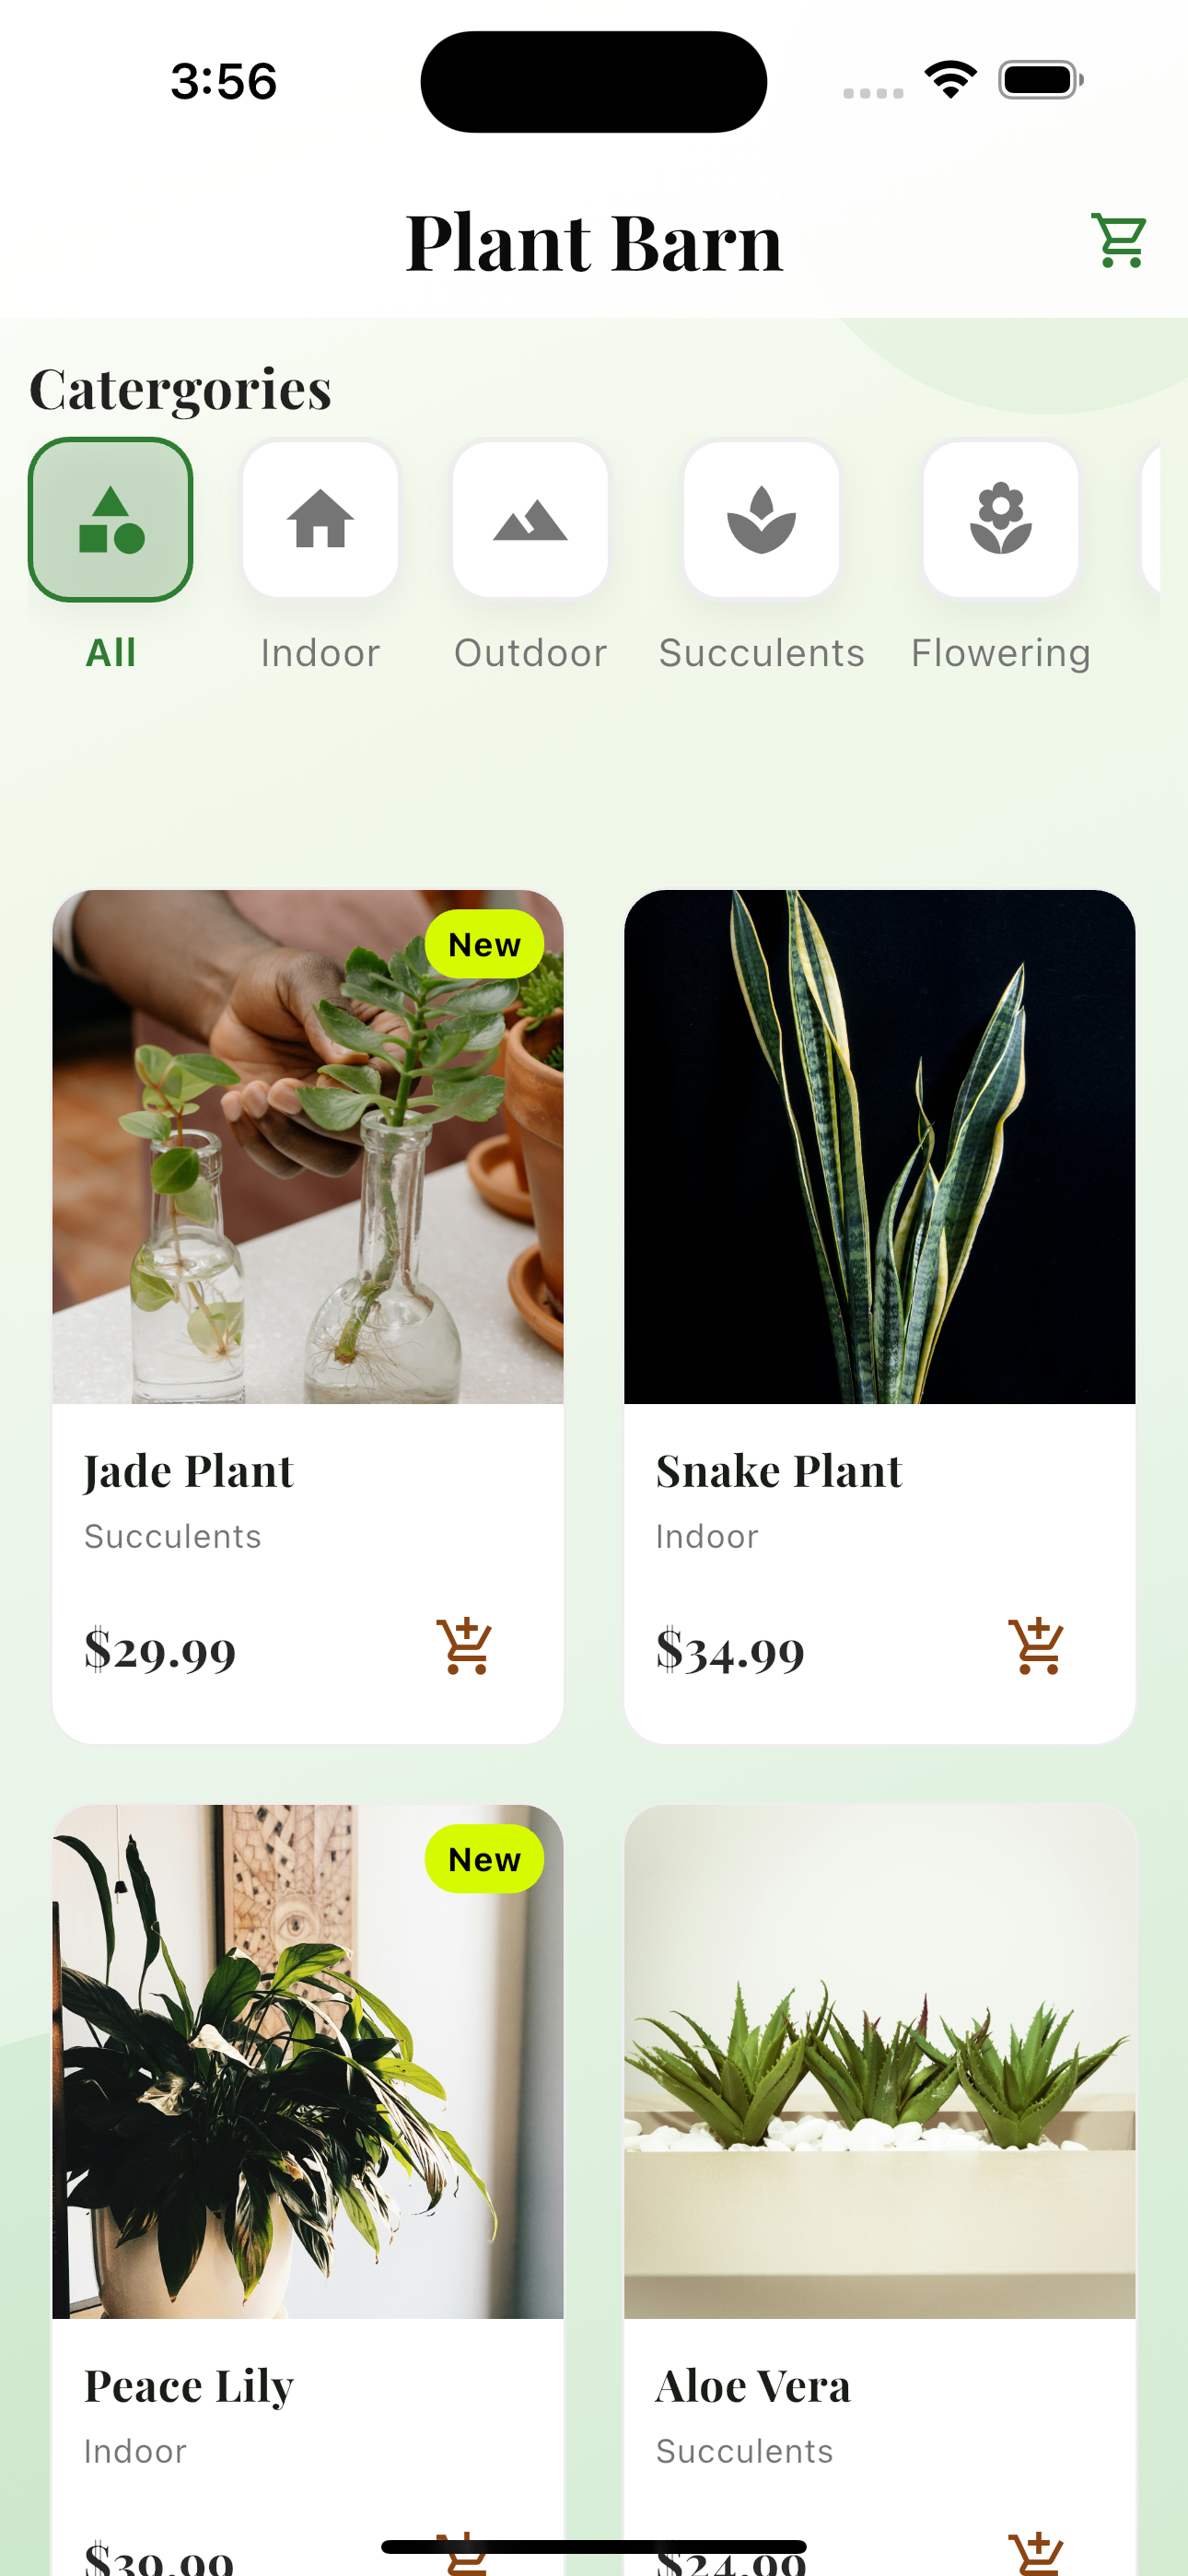 3:56
Plant Barn
Catergories
All Indoor Outdoor Succulents Flowering
New
Jade Plant
Succulents
$29.99
Snake Plant
Indoor
$34.99
New
Peace Lily
Indoor
$39.99
Aloe Vera
Succulents
$24.99